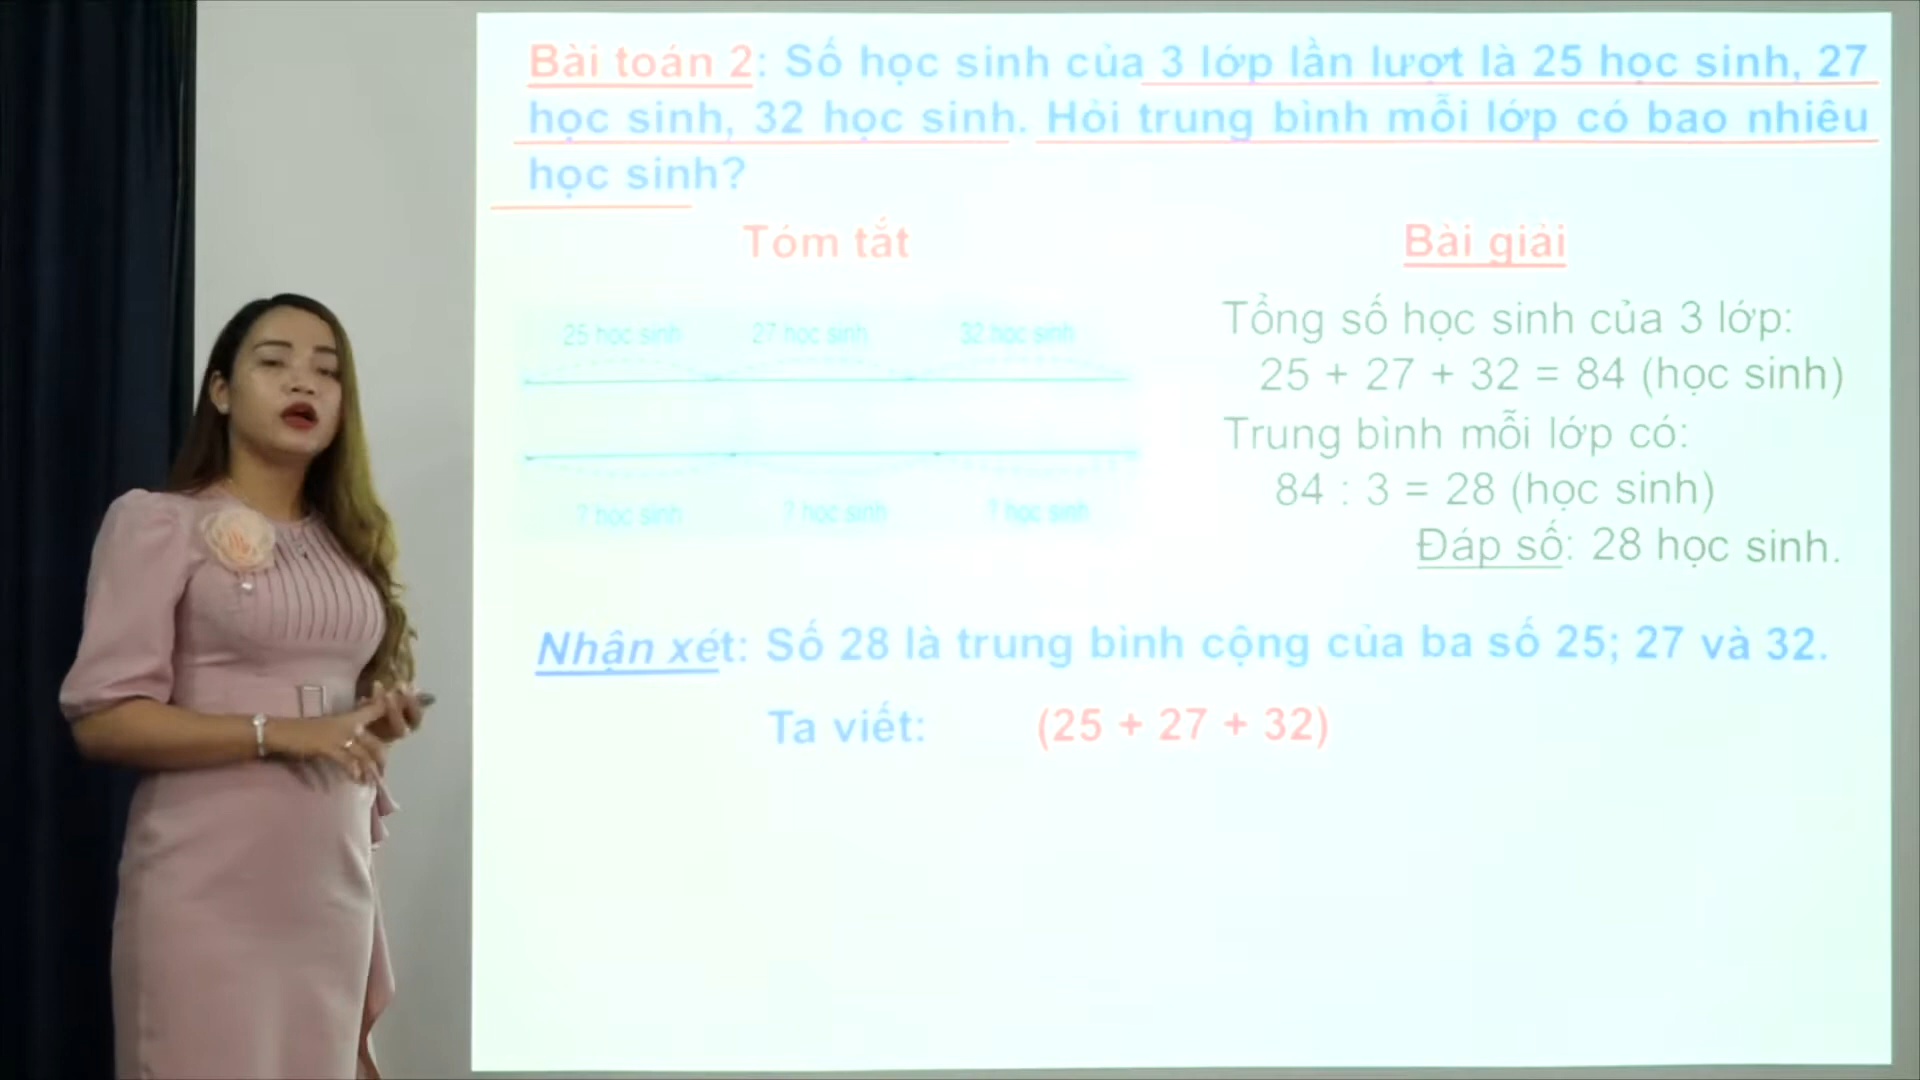 Bài toán 2: Số học sinh của 3 lớp lần lượt là 25 học sinh, 27
học sinh, 32 học sinh. Hỏi trung bình mỗi lớp có bao nhiêu
học sinh?
Tóm tắt
25 học sinh 27 học sinh 32 học sinh
? học sinh ? học sinh ? học sinh
Bài giải
Tổng số học sinh của 3 lớp:
25 + 27 + 32 = 84 (học sinh)
Trung bình mỗi lớp có:
84 : 3 = 28 (học sinh)
Đáp số: 28 học sinh.
Nhận xét: Số 28 là trung bình cộng của ba số 25; 27 và 32.
Ta viết: (25 + 27 + 32)